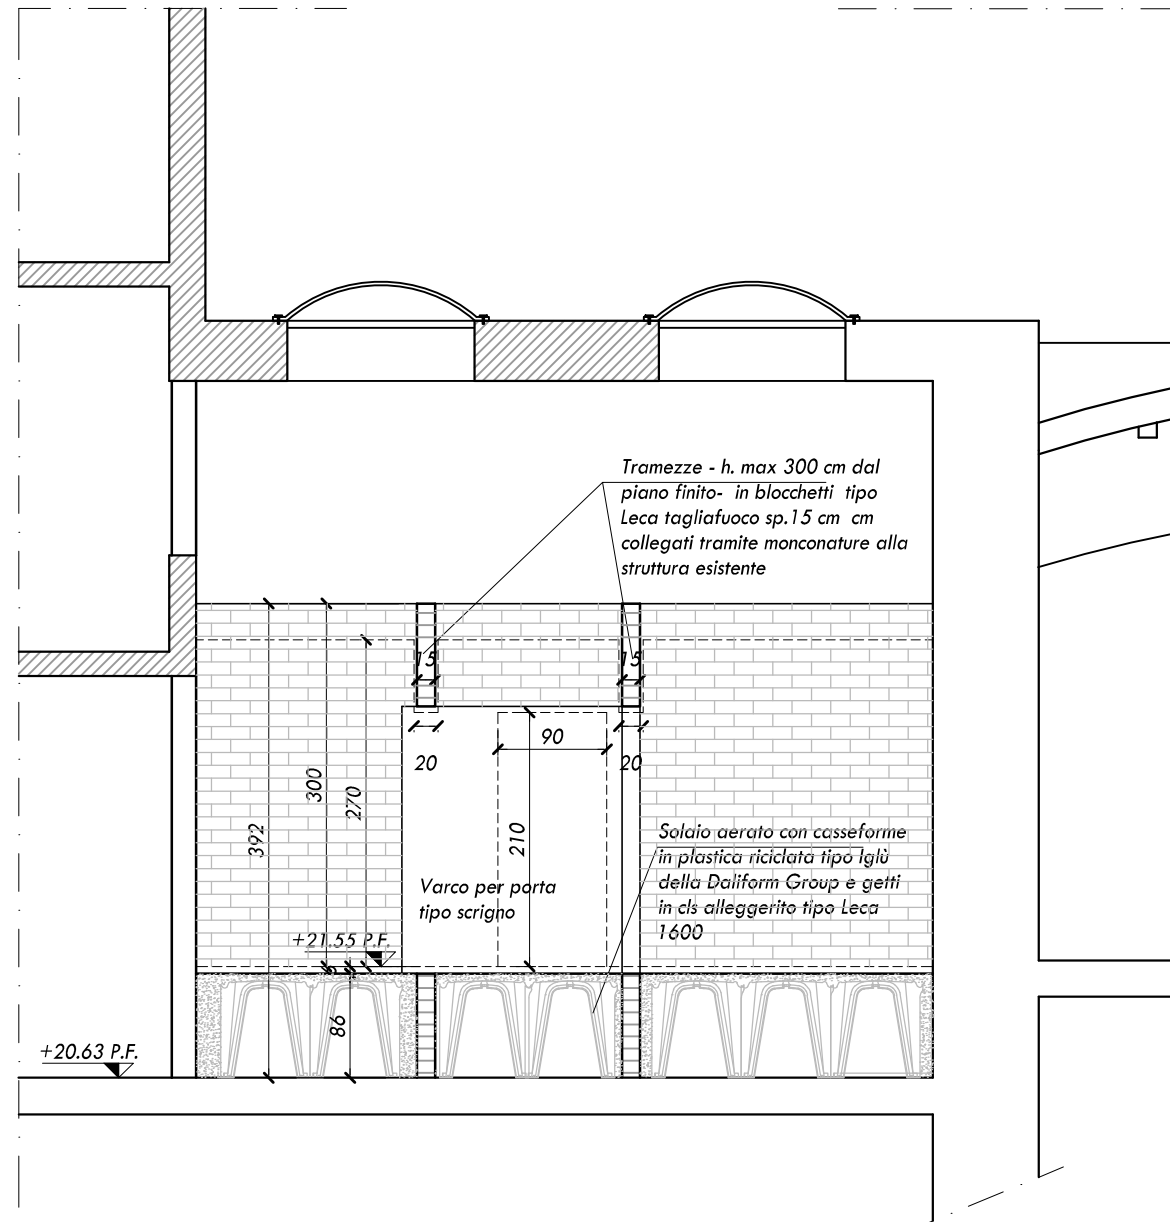 Tramezze - h. max 300 cm dal
piano finito- in blocchetti tipo
Leca tagliafuoco sp.15 cm cm
collegati tramite monconature alla
struttura esistente
15
15
90
20
20
300
270
392
210
Solaio aerato con casseforme
in plastica riciclata tipo Iglù
della Daliform Group e getti
in cls alleggerito tipo Leca
1600
Varco per porta
tipo scrigno
+21.55 P.F.
86
+20.63 P.F.